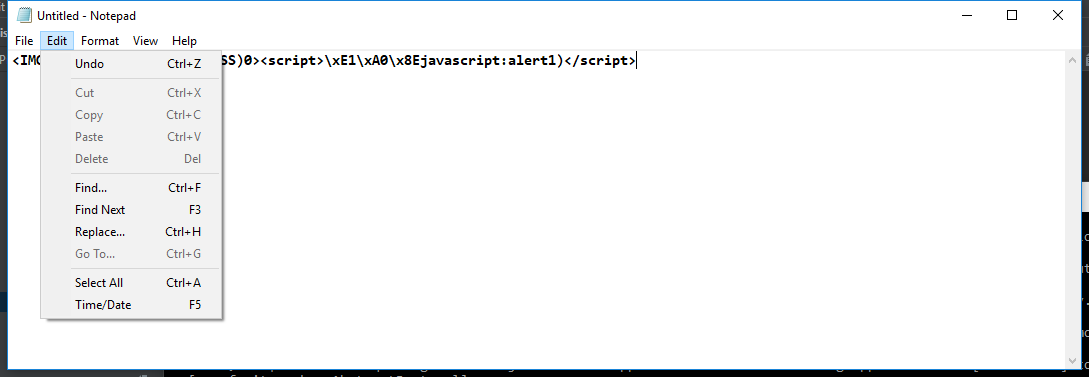 Untitled - Notepad
File Edit Format View Help
<IM SS)0><script>\xE1\xA0\x8Ejavascript:alert1)</script>
Undo Ctrl+Z
Cut Ctrl+X
Copy Ctrl+C
Paste Ctrl+V
Delete Del
Find... Ctrl+F
Find Next F3
Replace... Ctrl+H
Go To... Ctrl+G
Select All Ctrl+A
Time/Date F5